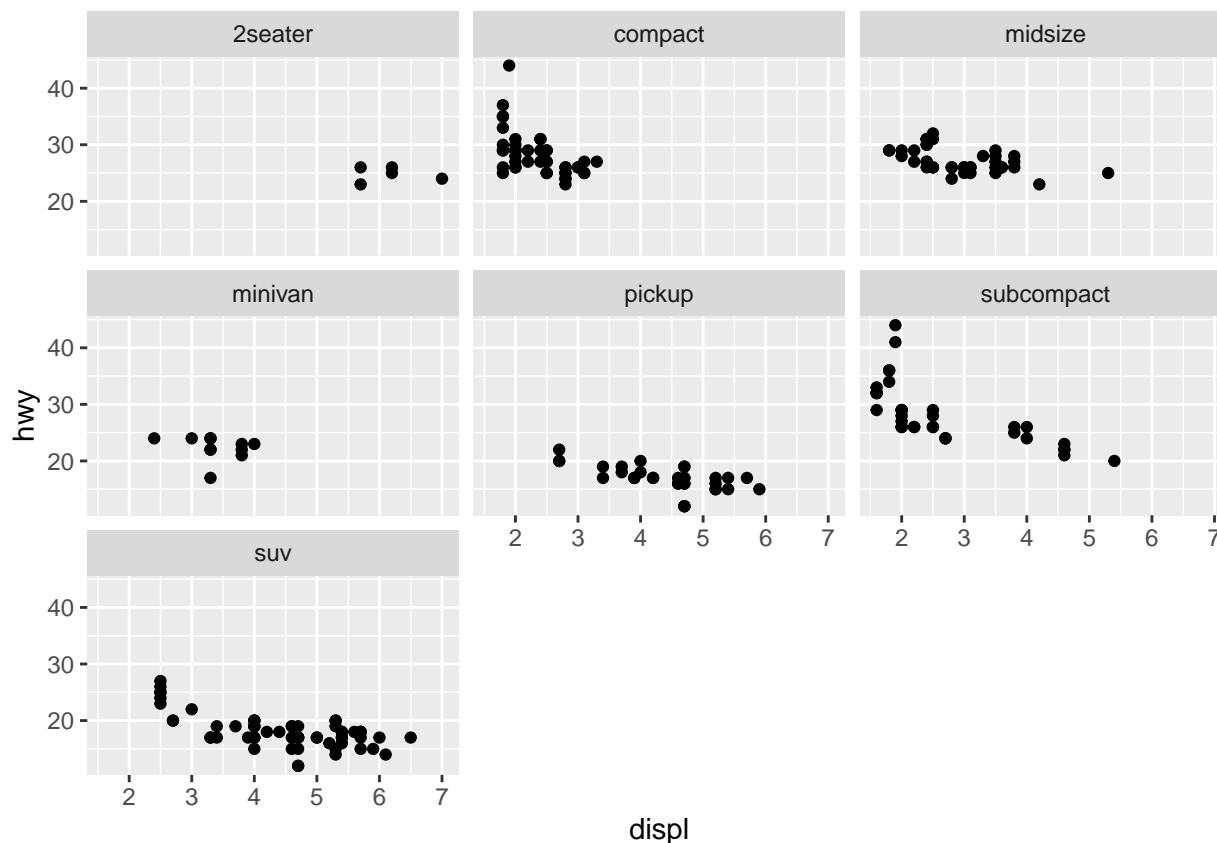 2seater compact midsize
40
30
20
minivan pickup subcompact
40
30
20
2 3 4 5 6 7 2 3 4 5 6 7
suv
40
30
20
2 3 4 5 6 7
hwy
displ